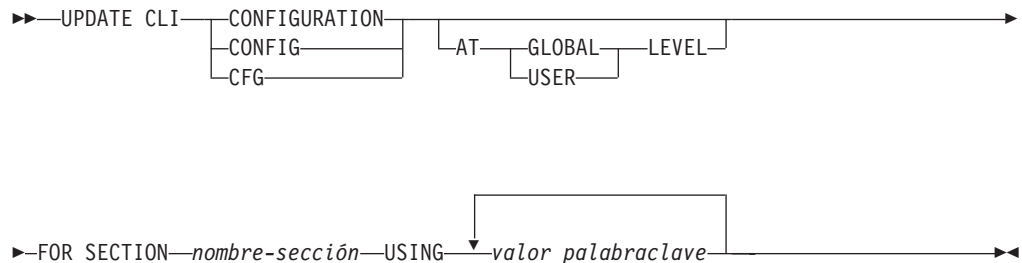 UPDATE CLI CONFIGURATION AT GLOBAL LEVEL
CONFIG USER
CFG
FOR SECTION nombre-sección USING valor palabraclave